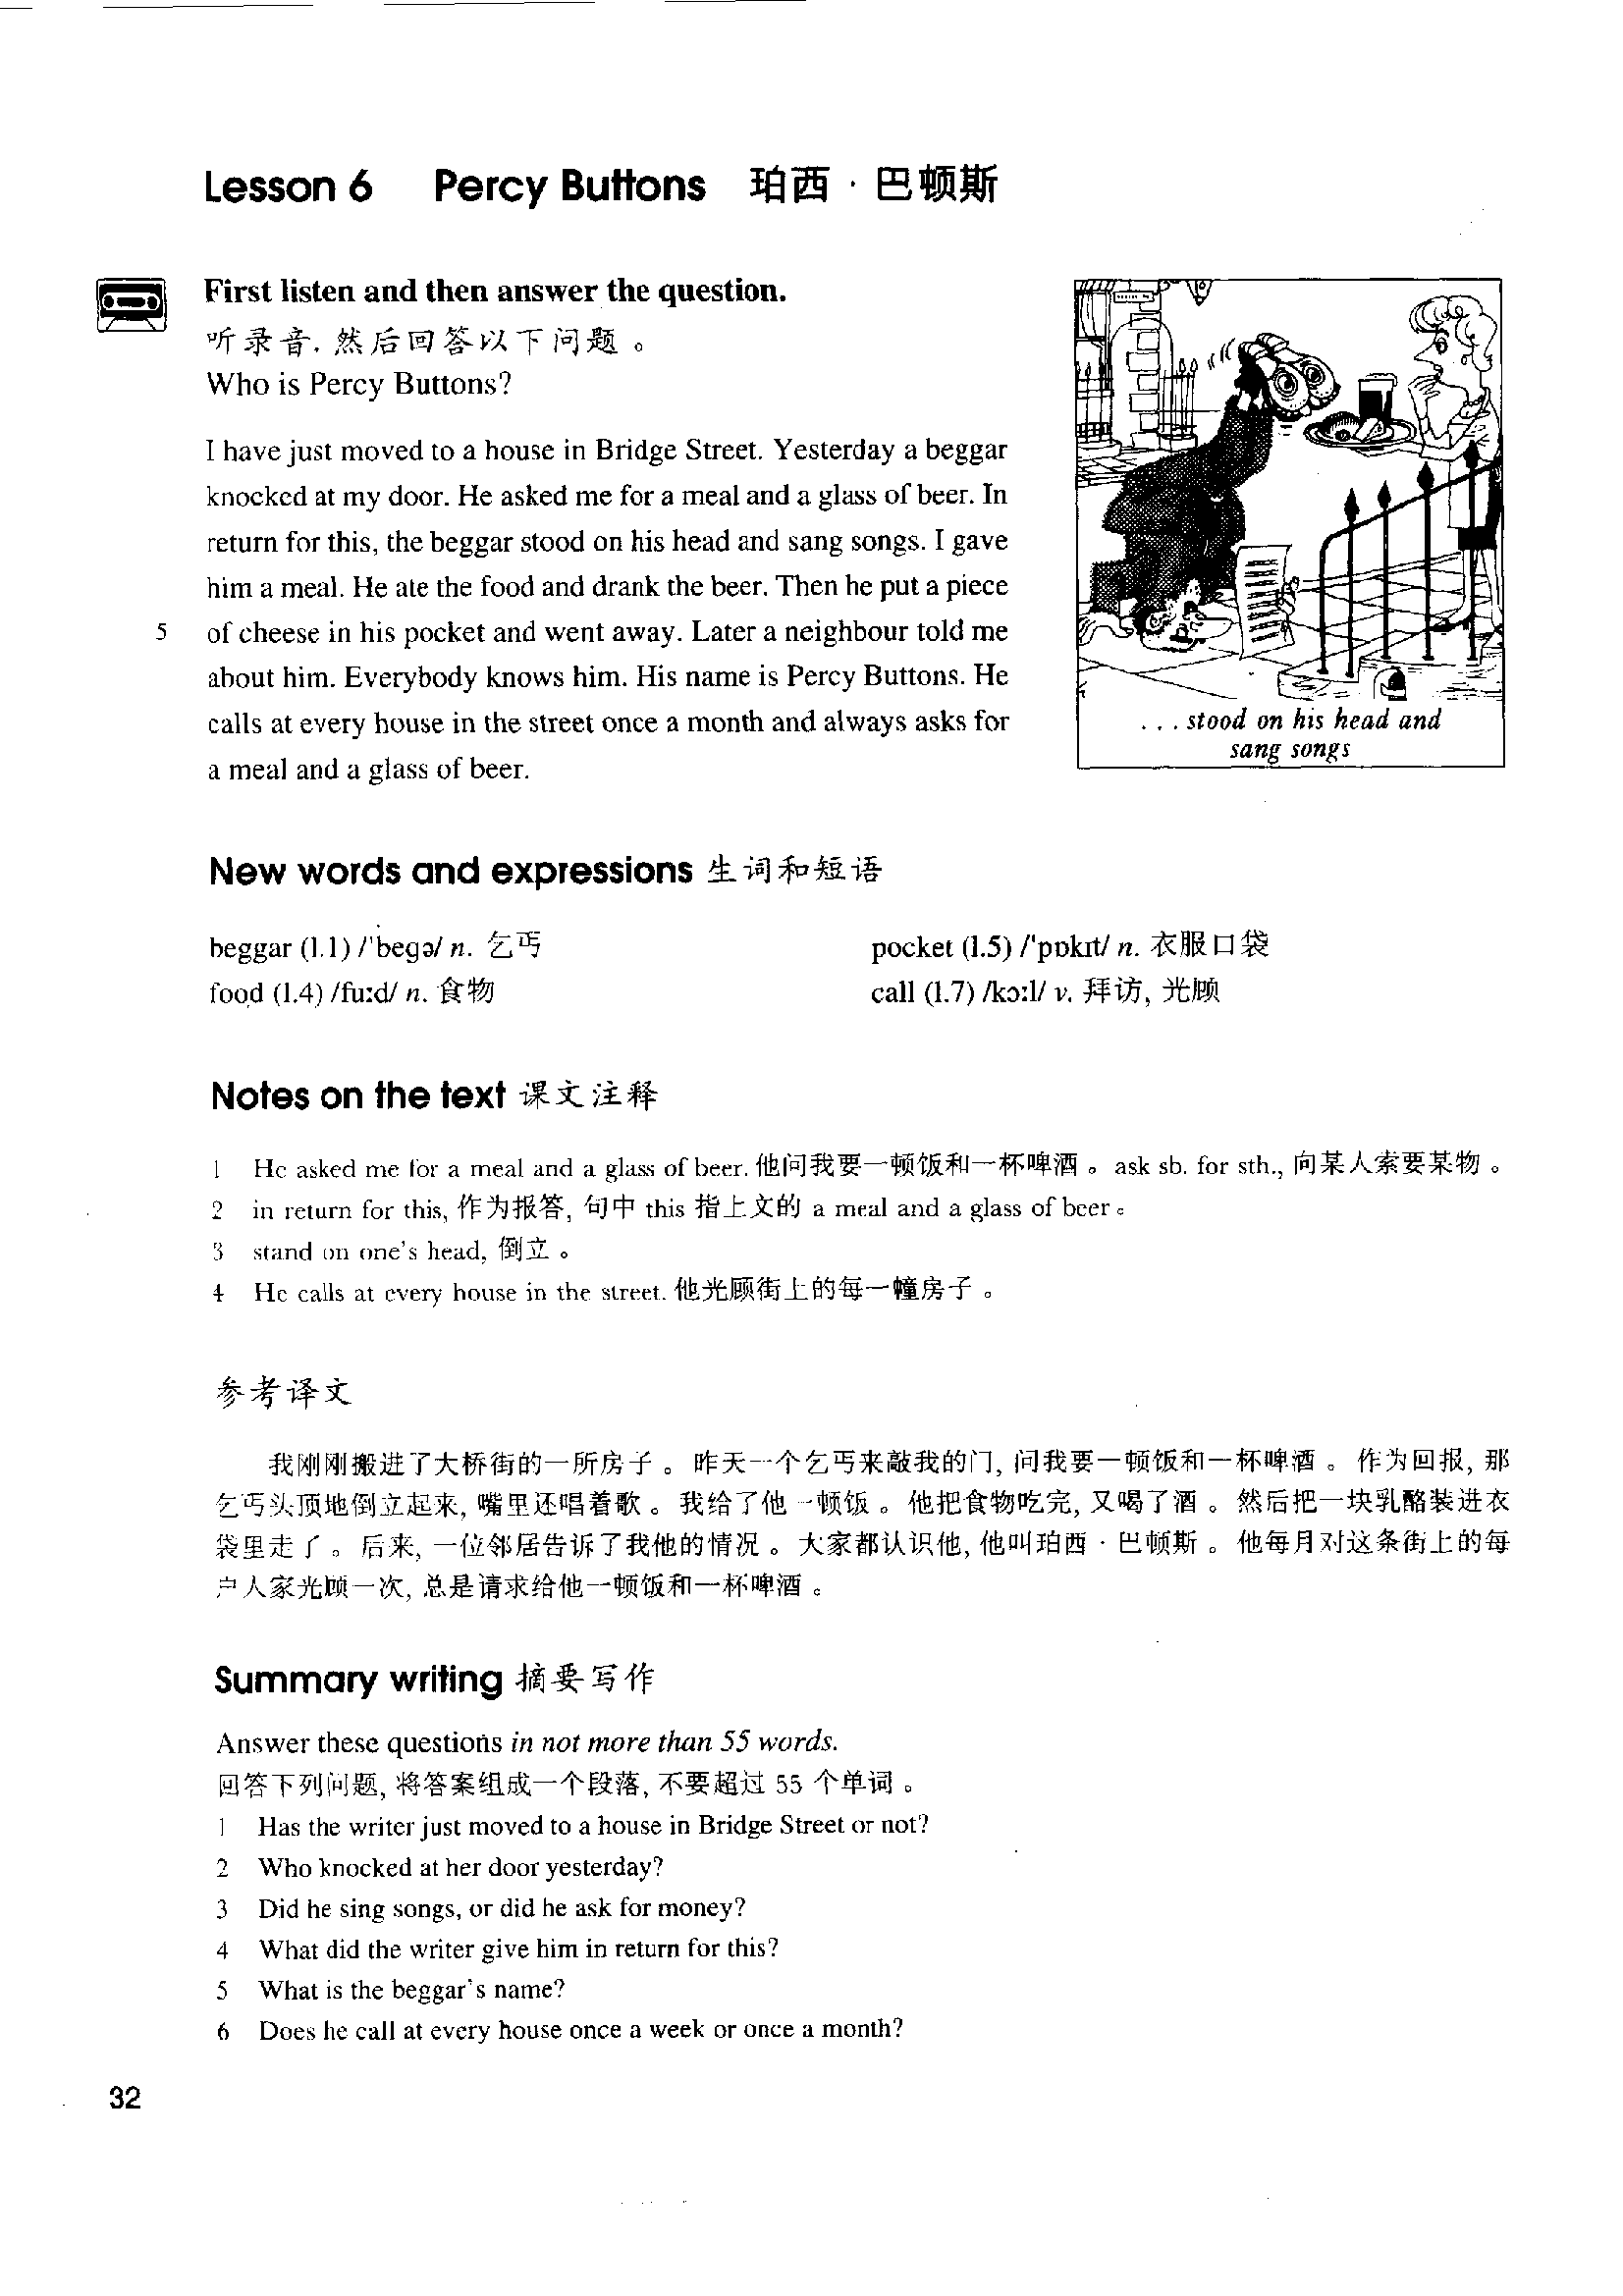 Lesson 6 Percy Buttons 珀西·巴顿斯
First listen and then answer the question.
听录音，然后回答以下问题。
Who is Percy Buttons?
I have just moved to a house in Bridge Street. Yesterday a beggar
knocked at my door. He asked me for a meal and a glass of beer. In
return for this, the beggar stood on his head and sang songs. I gave
him a meal. He ate the food and drank the beer. Then he put a piece
5 of cheese in his pocket and went away. Later a neighbour told me
about him. Everybody knows him. His name is Percy Buttons. He
calls at every house in the street once a month and always asks for
a meal and a glass of beer.
. . . stood on his head and
sang songs
New words and expressions 生词和短语
beggar (l.1) /ˈbegə/ n. 乞丐
food (l.4) /fuːd/ n. 食物
pocket (l.5) /ˈpɒkɪt/ n. 衣服口袋
call (l.7) /kɔːl/ v. 拜访, 光顾
Notes on the text 课文注释
1 He asked me for a meal and a glass of beer. 他问我要一顿饭和一杯啤酒。ask sb. for sth., 向某人索要某物。
2 in return for this, 作为报答, 句中 this 指上文的 a meal and a glass of beer。
3 stand on one's head, 倒立。
4 He calls at every house in the street. 他光顾街上的每一幢房子。
参考译文
我刚刚搬进了大桥街的一所房子。昨天一个乞丐来敲我的门, 问我要一顿饭和一杯啤酒。作为回报, 那
乞丐头顶地倒立起来, 嘴里还唱着歌。我给了他一顿饭。他把食物吃完, 又喝了酒。然后把一块乳酪装进衣
袋里走了。后来, 一位邻居告诉了我他的情况。大家都认识他, 他叫珀西·巴顿斯。他每月对这条街上的每
户人家光顾一次, 总是请求给他一顿饭和一杯啤酒。
Summary writing 摘要写作
Answer these questions in not more than 55 words.
回答下列问题, 将答案组成一个段落, 不要超过 55 个单词。
1 Has the writer just moved to a house in Bridge Street or not?
2 Who knocked at her door yesterday?
3 Did he sing songs, or did he ask for money?
4 What did the writer give him in return for this?
5 What is the beggar's name?
6 Does he call at every house once a week or once a month?
32